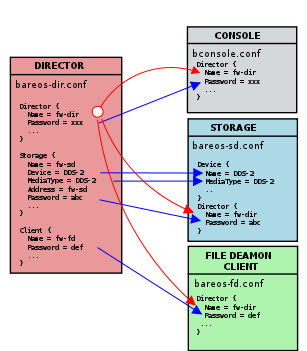 DIRECTOR
bareos-dir.conf
Director {
Name = fw-dir
Password = xxx
...
}
Storage {
Name = fw-sd
Device = DDS-2
MediaType = DDS-2
Address = fw-sd
Password = abc
...
}
Client {
Name = fw-fd
Password = def
...
}
CONSOLE
bconsole.conf
Director {
Name = fw-dir
Password = xxx
...
}
STORAGE
bareos-sd.conf
Device {
Name = DDS-2
MediaType = DDS-2
..
}
Director {
Name = fw-dir
Password = abc
}
FILE DEAMON
CLIENT
bareos-fd.conf
Director {
Name = fw-dir
Password = def
...
}